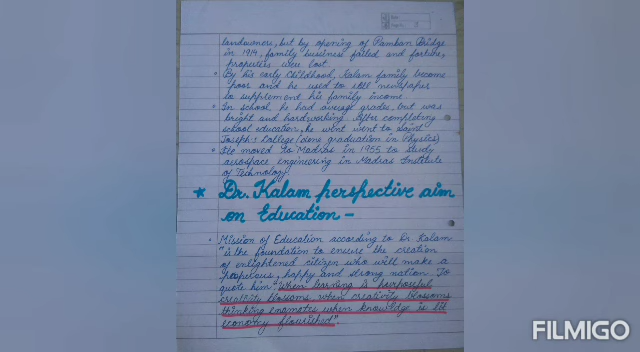 landowners, but by opening of Pamban Bridge
in 1914, family business failed and fortune,
properties were lost.
• By his early childhood, Kalam family become
poor and he used to sell newspaper
to supplement his family income.
• In school, he had average grades, but was
bright and hardworking. After completing
school education, he wint went to Saint
Joseph's College (done graduation in Physics)
• He moved to Madras in 1955 to study
aerospace engineering in Madras Institute
of Technology.
★ Dr. Kalam perspective aim
on Education -
• Mission of Education according to Dr Kalam
"is the foundation to ensure the creation
of enlightened citizen who will make a
propelous, happy and strong nation. To
quote him "When learning is purposeful
creativity blossoms when creativity blossoms
thinking enamotes when knowledge is lit
economy flourished".
FILMIGO